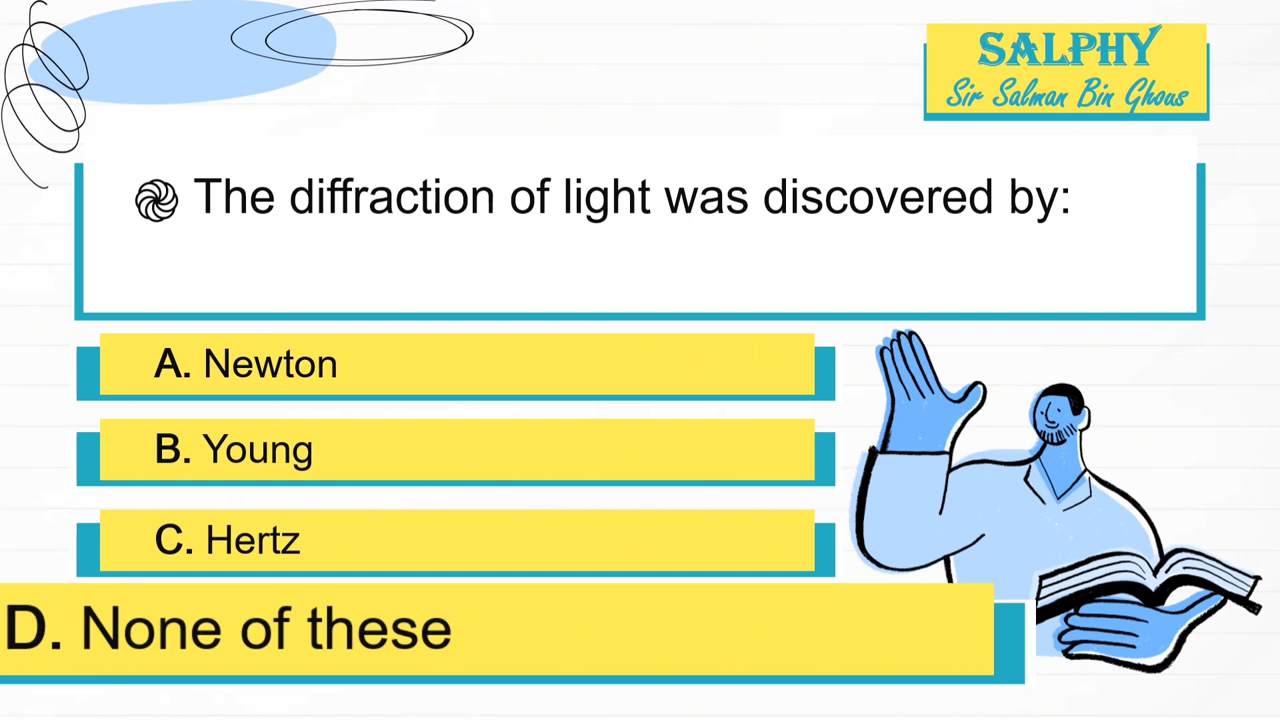 SALPHY
Sir Salman Bin Ghous
The diffraction of light was discovered by:
A. Newton
B. Young
C. Hertz
D. None of these